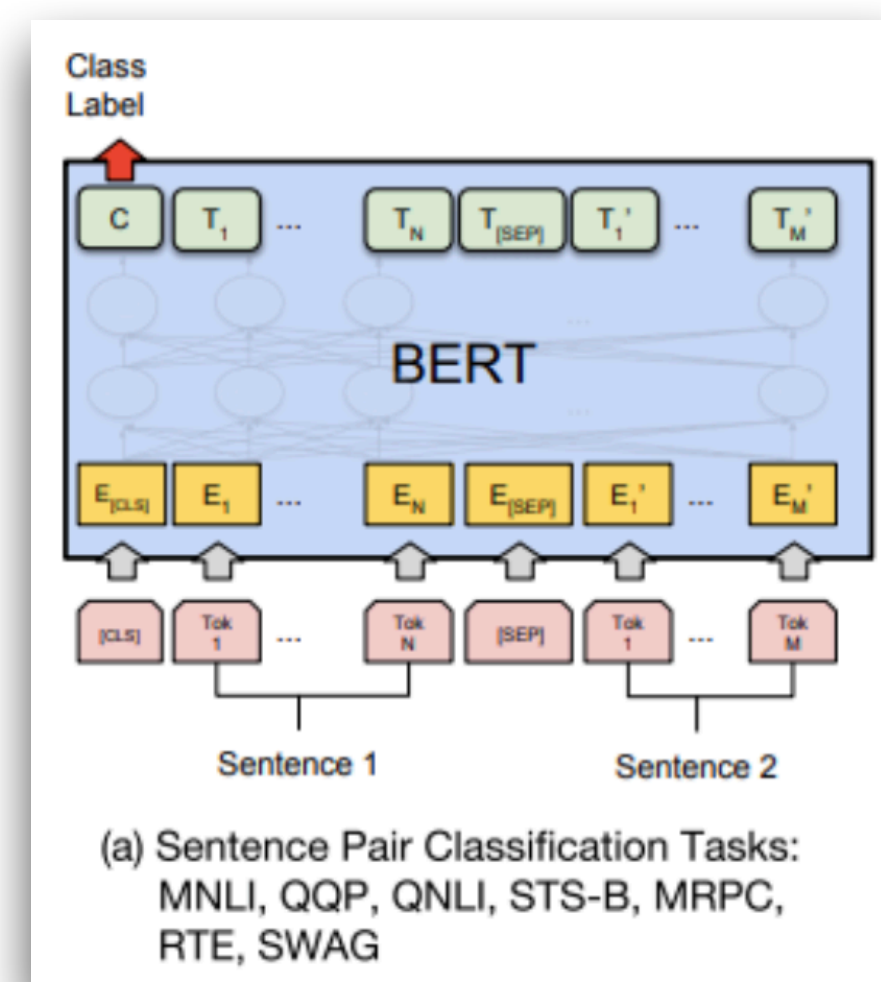 Class
Label
C T1 ... TN T[SEP] T1' ... TM'
...
BERT
...
E[CLS] E1 ... EN E[SEP] E1' ... EM'
[CLS] Tok 1 ... Tok N [SEP] Tok 1 ... Tok M
Sentence 1 Sentence 2
(a) Sentence Pair Classification Tasks:
MNLI, QQP, QNLI, STS-B, MRPC,
RTE, SWAG